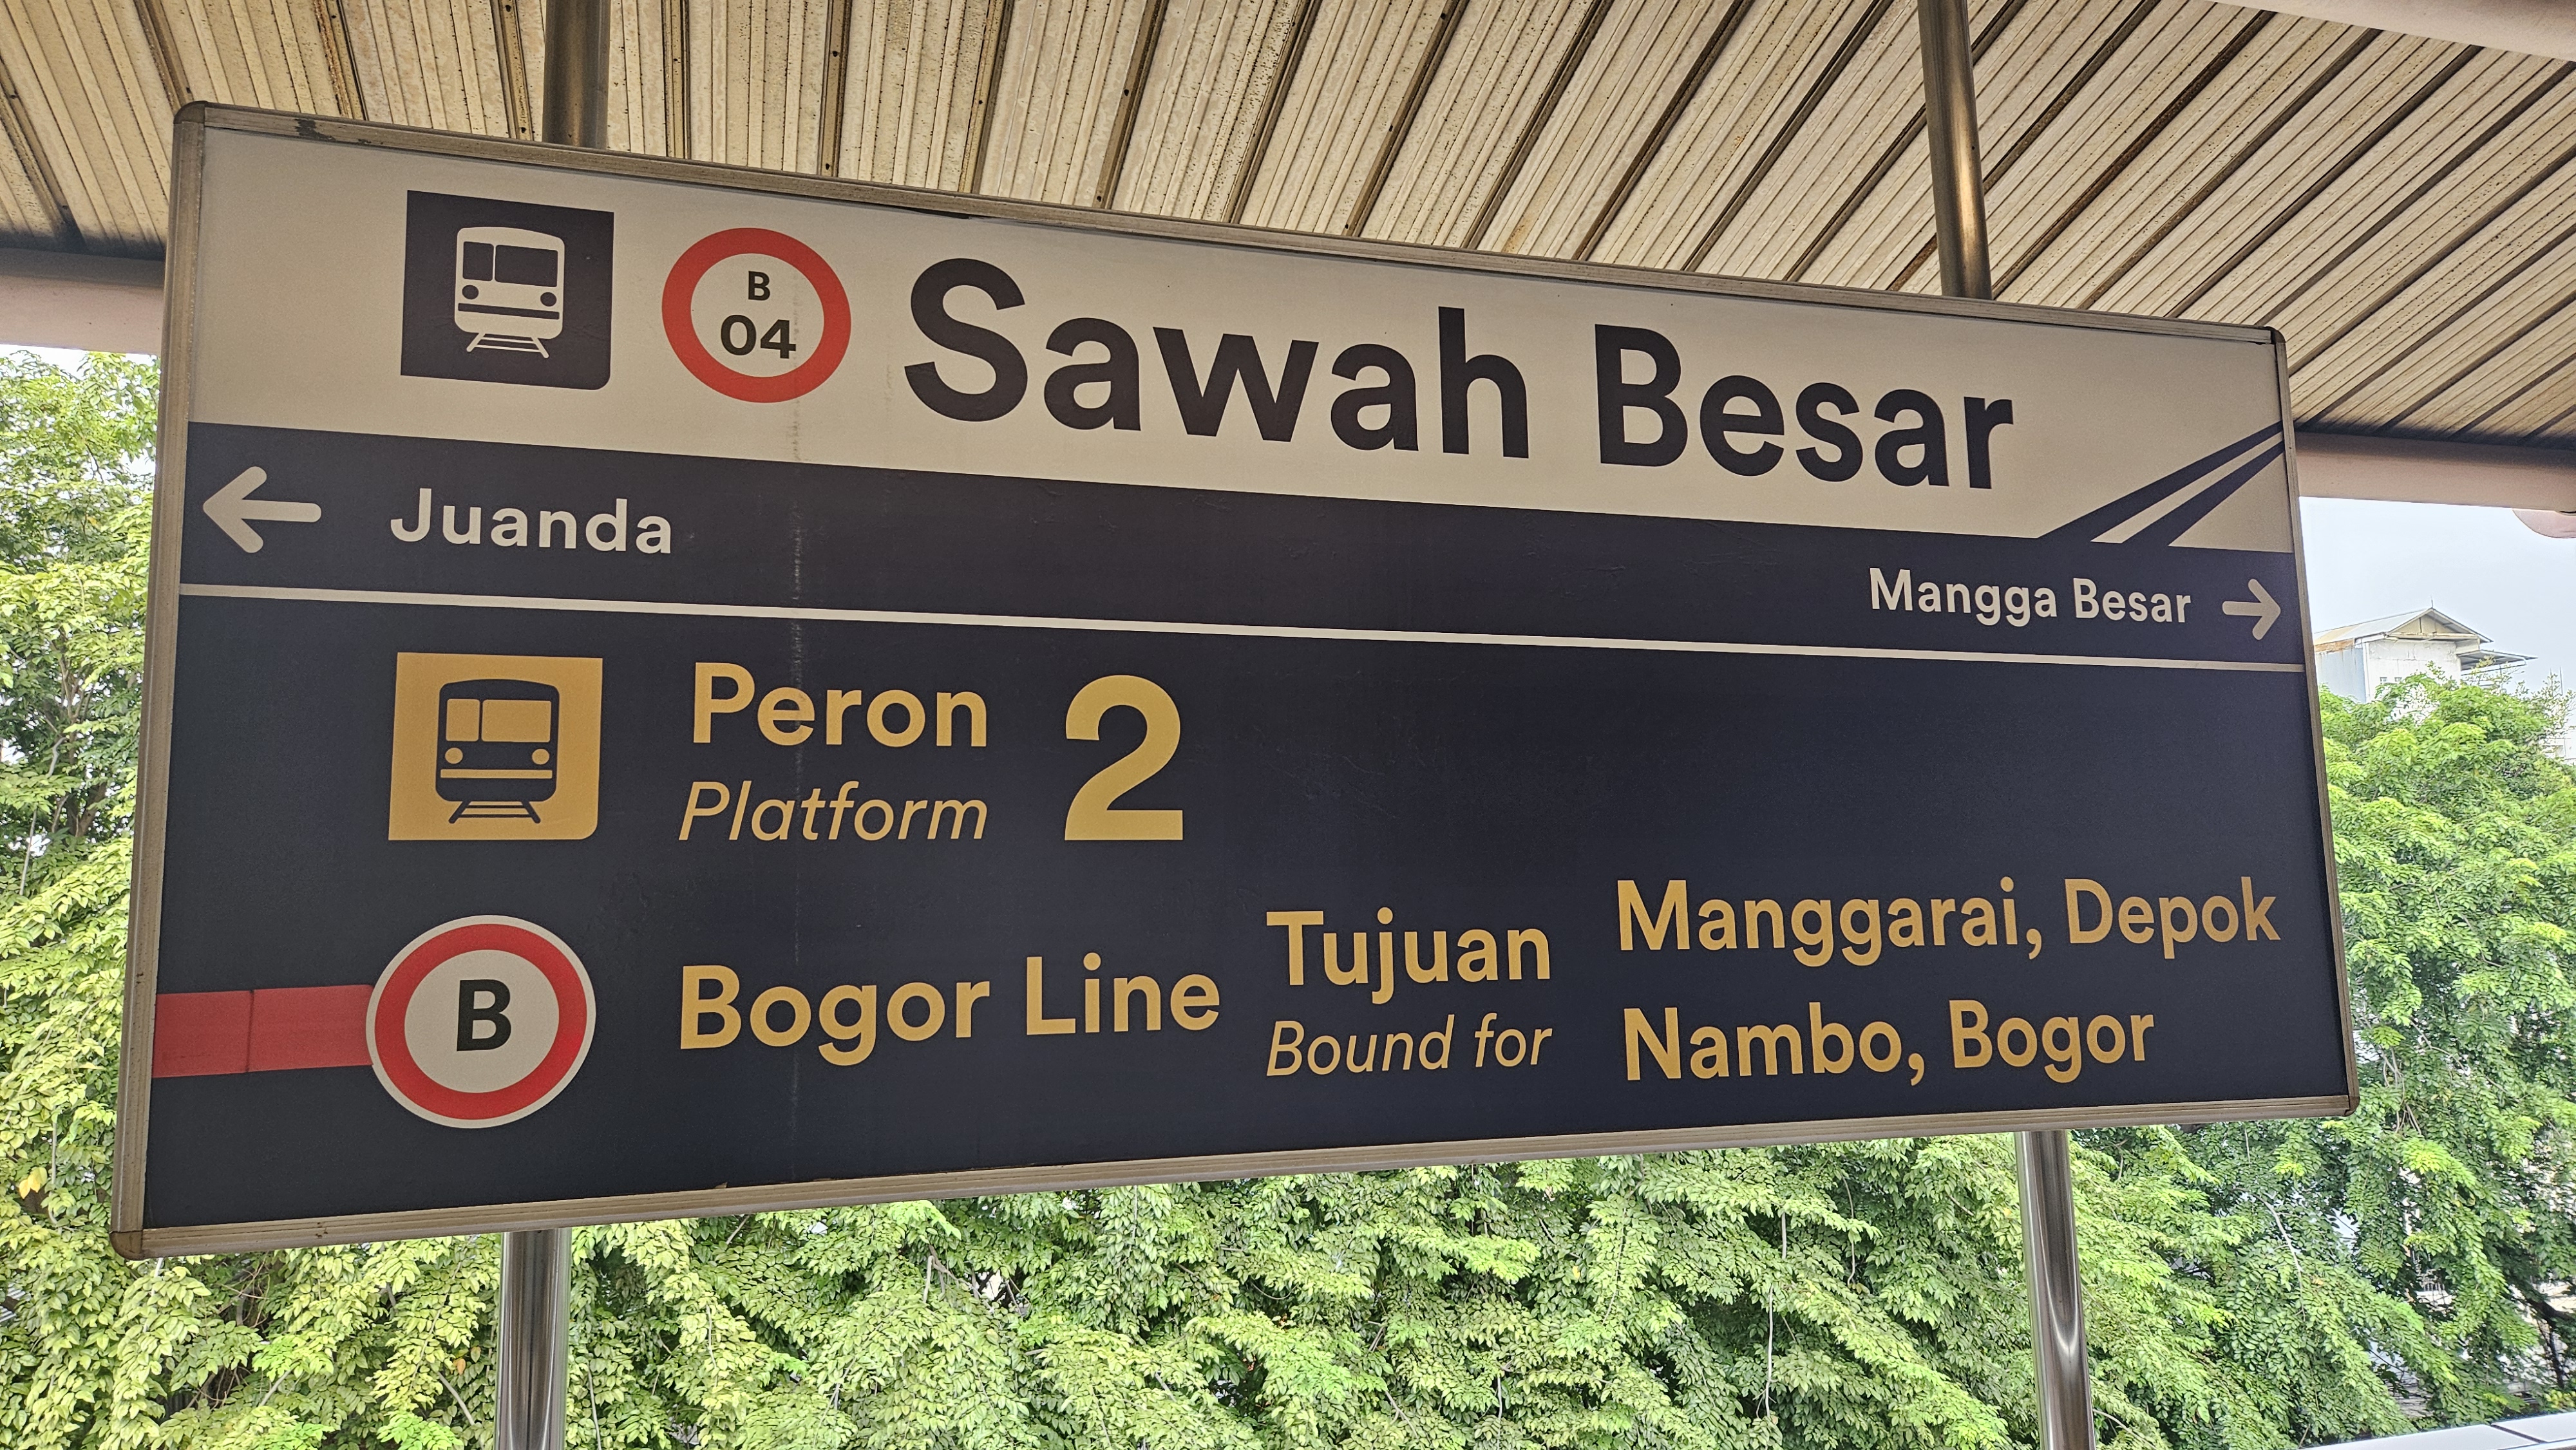 B
04
Sawah Besar
Juanda
Mangga Besar
Peron
Platform
2
B
Bogor Line
Tujuan
Bound for
Manggarai, Depok
Nambo, Bogor